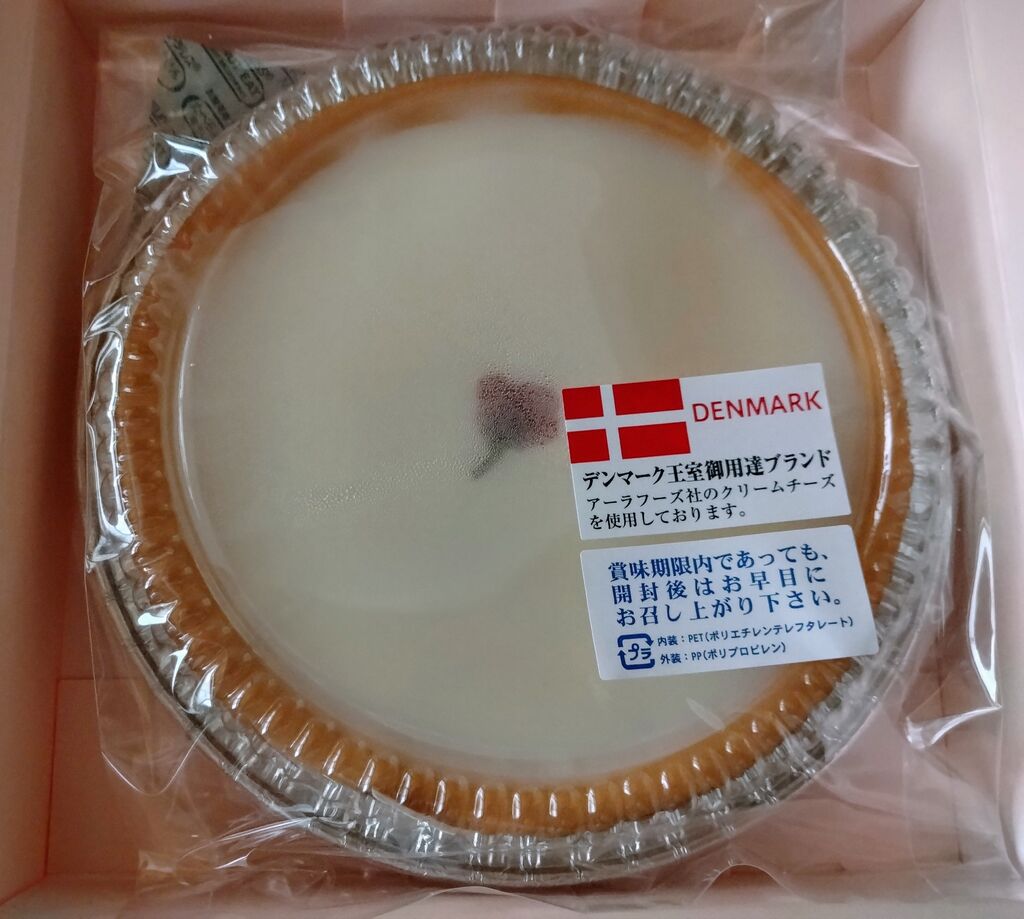 DENMARK
デンマーク王室御用達ブランド
アーラフーズ社のクリームチーズ
を使用しております。
賞味期限内であっても、
開封後はお早目に
お召し上がり下さい。
プラ
内装：PET(ポリエチレンテレフタレート)
外装：PP(ポリプロピレン)